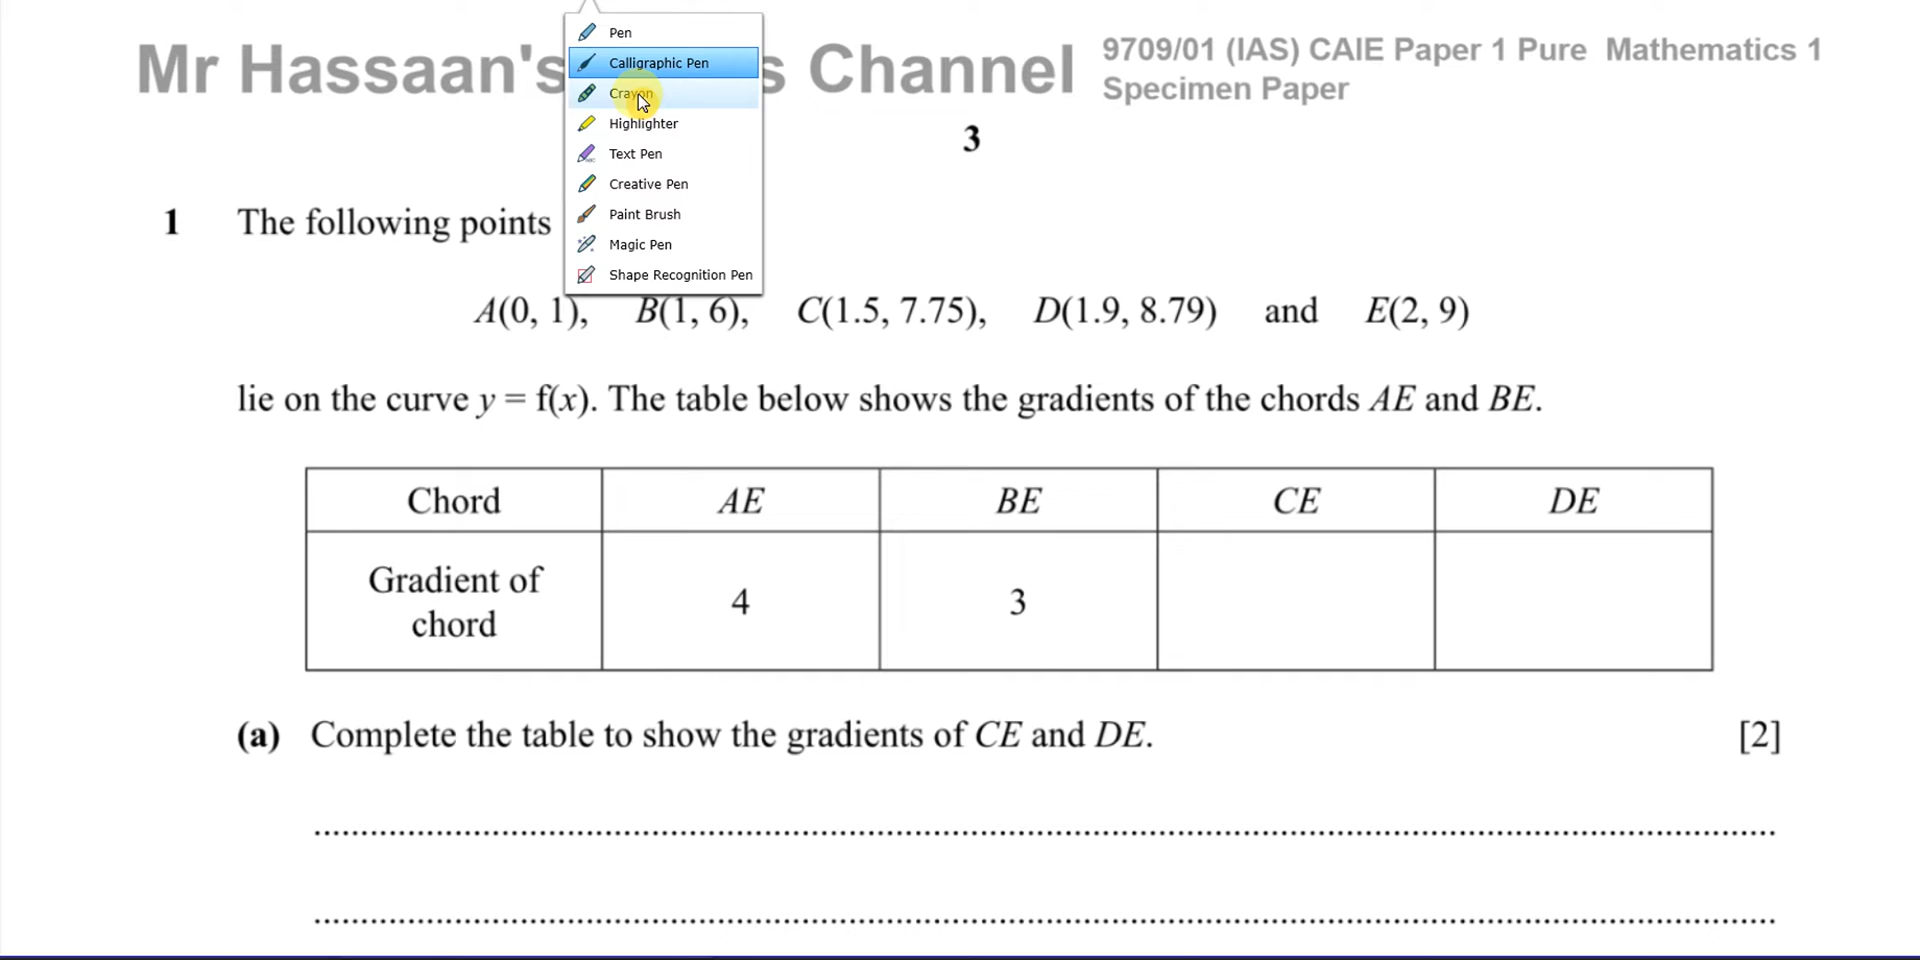 Pen
Mr Hassaan's s Channel 9709/01 (IAS) CAIE Paper 1 Pure Mathematics 1
Specimen Paper
Calligraphic Pen
Crayon
Highlighter
3
Text Pen
Creative Pen
Paint Brush
1 The following points
Magic Pen
Shape Recognition Pen
A(0, 1), B(1, 6), C(1.5, 7.75), D(1.9, 8.79) and E(2, 9)
lie on the curve y = f(x). The table below shows the gradients of the chords AE and BE.
Chord AE BE CE DE
Gradient of
chord 4 3
(a) Complete the table to show the gradients of CE and DE. [2]